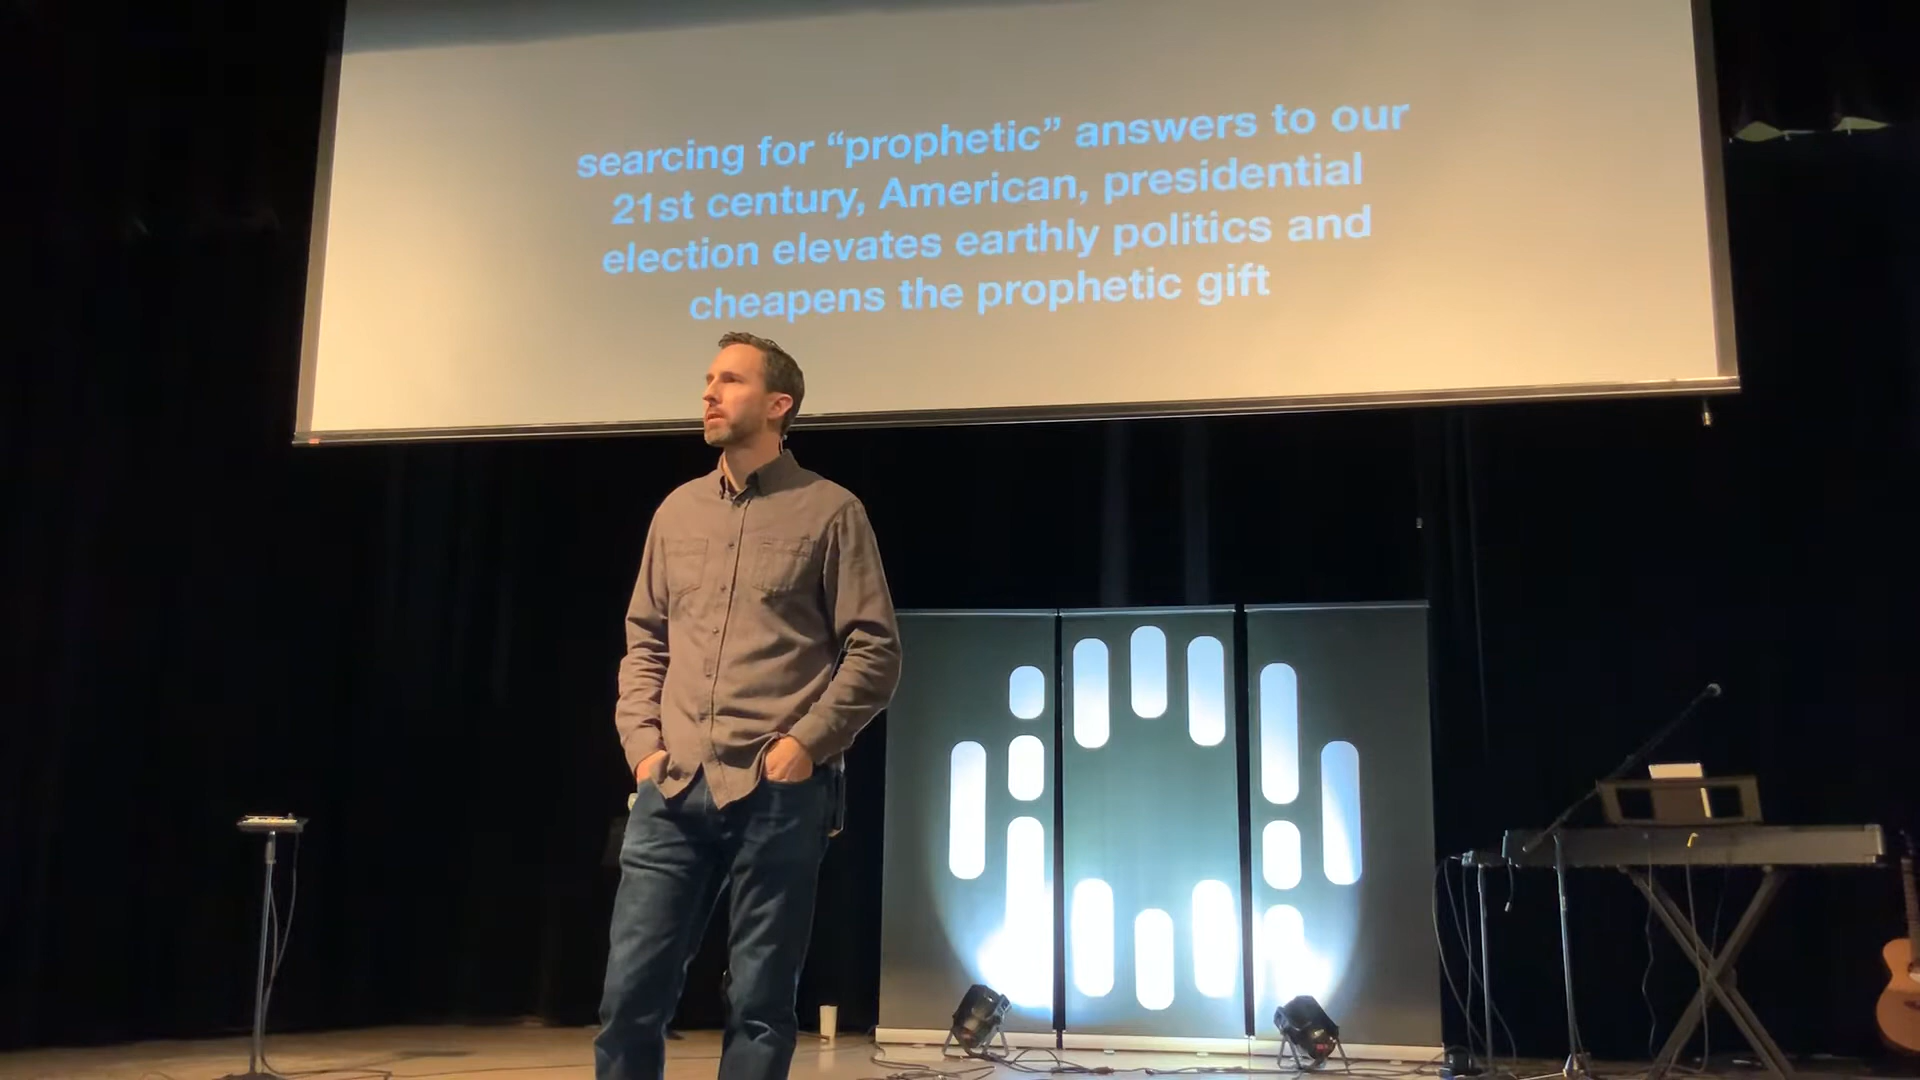 searcing for “prophetic” answers to our
21st century, American, presidential
election elevates earthly politics and
cheapens the prophetic gift